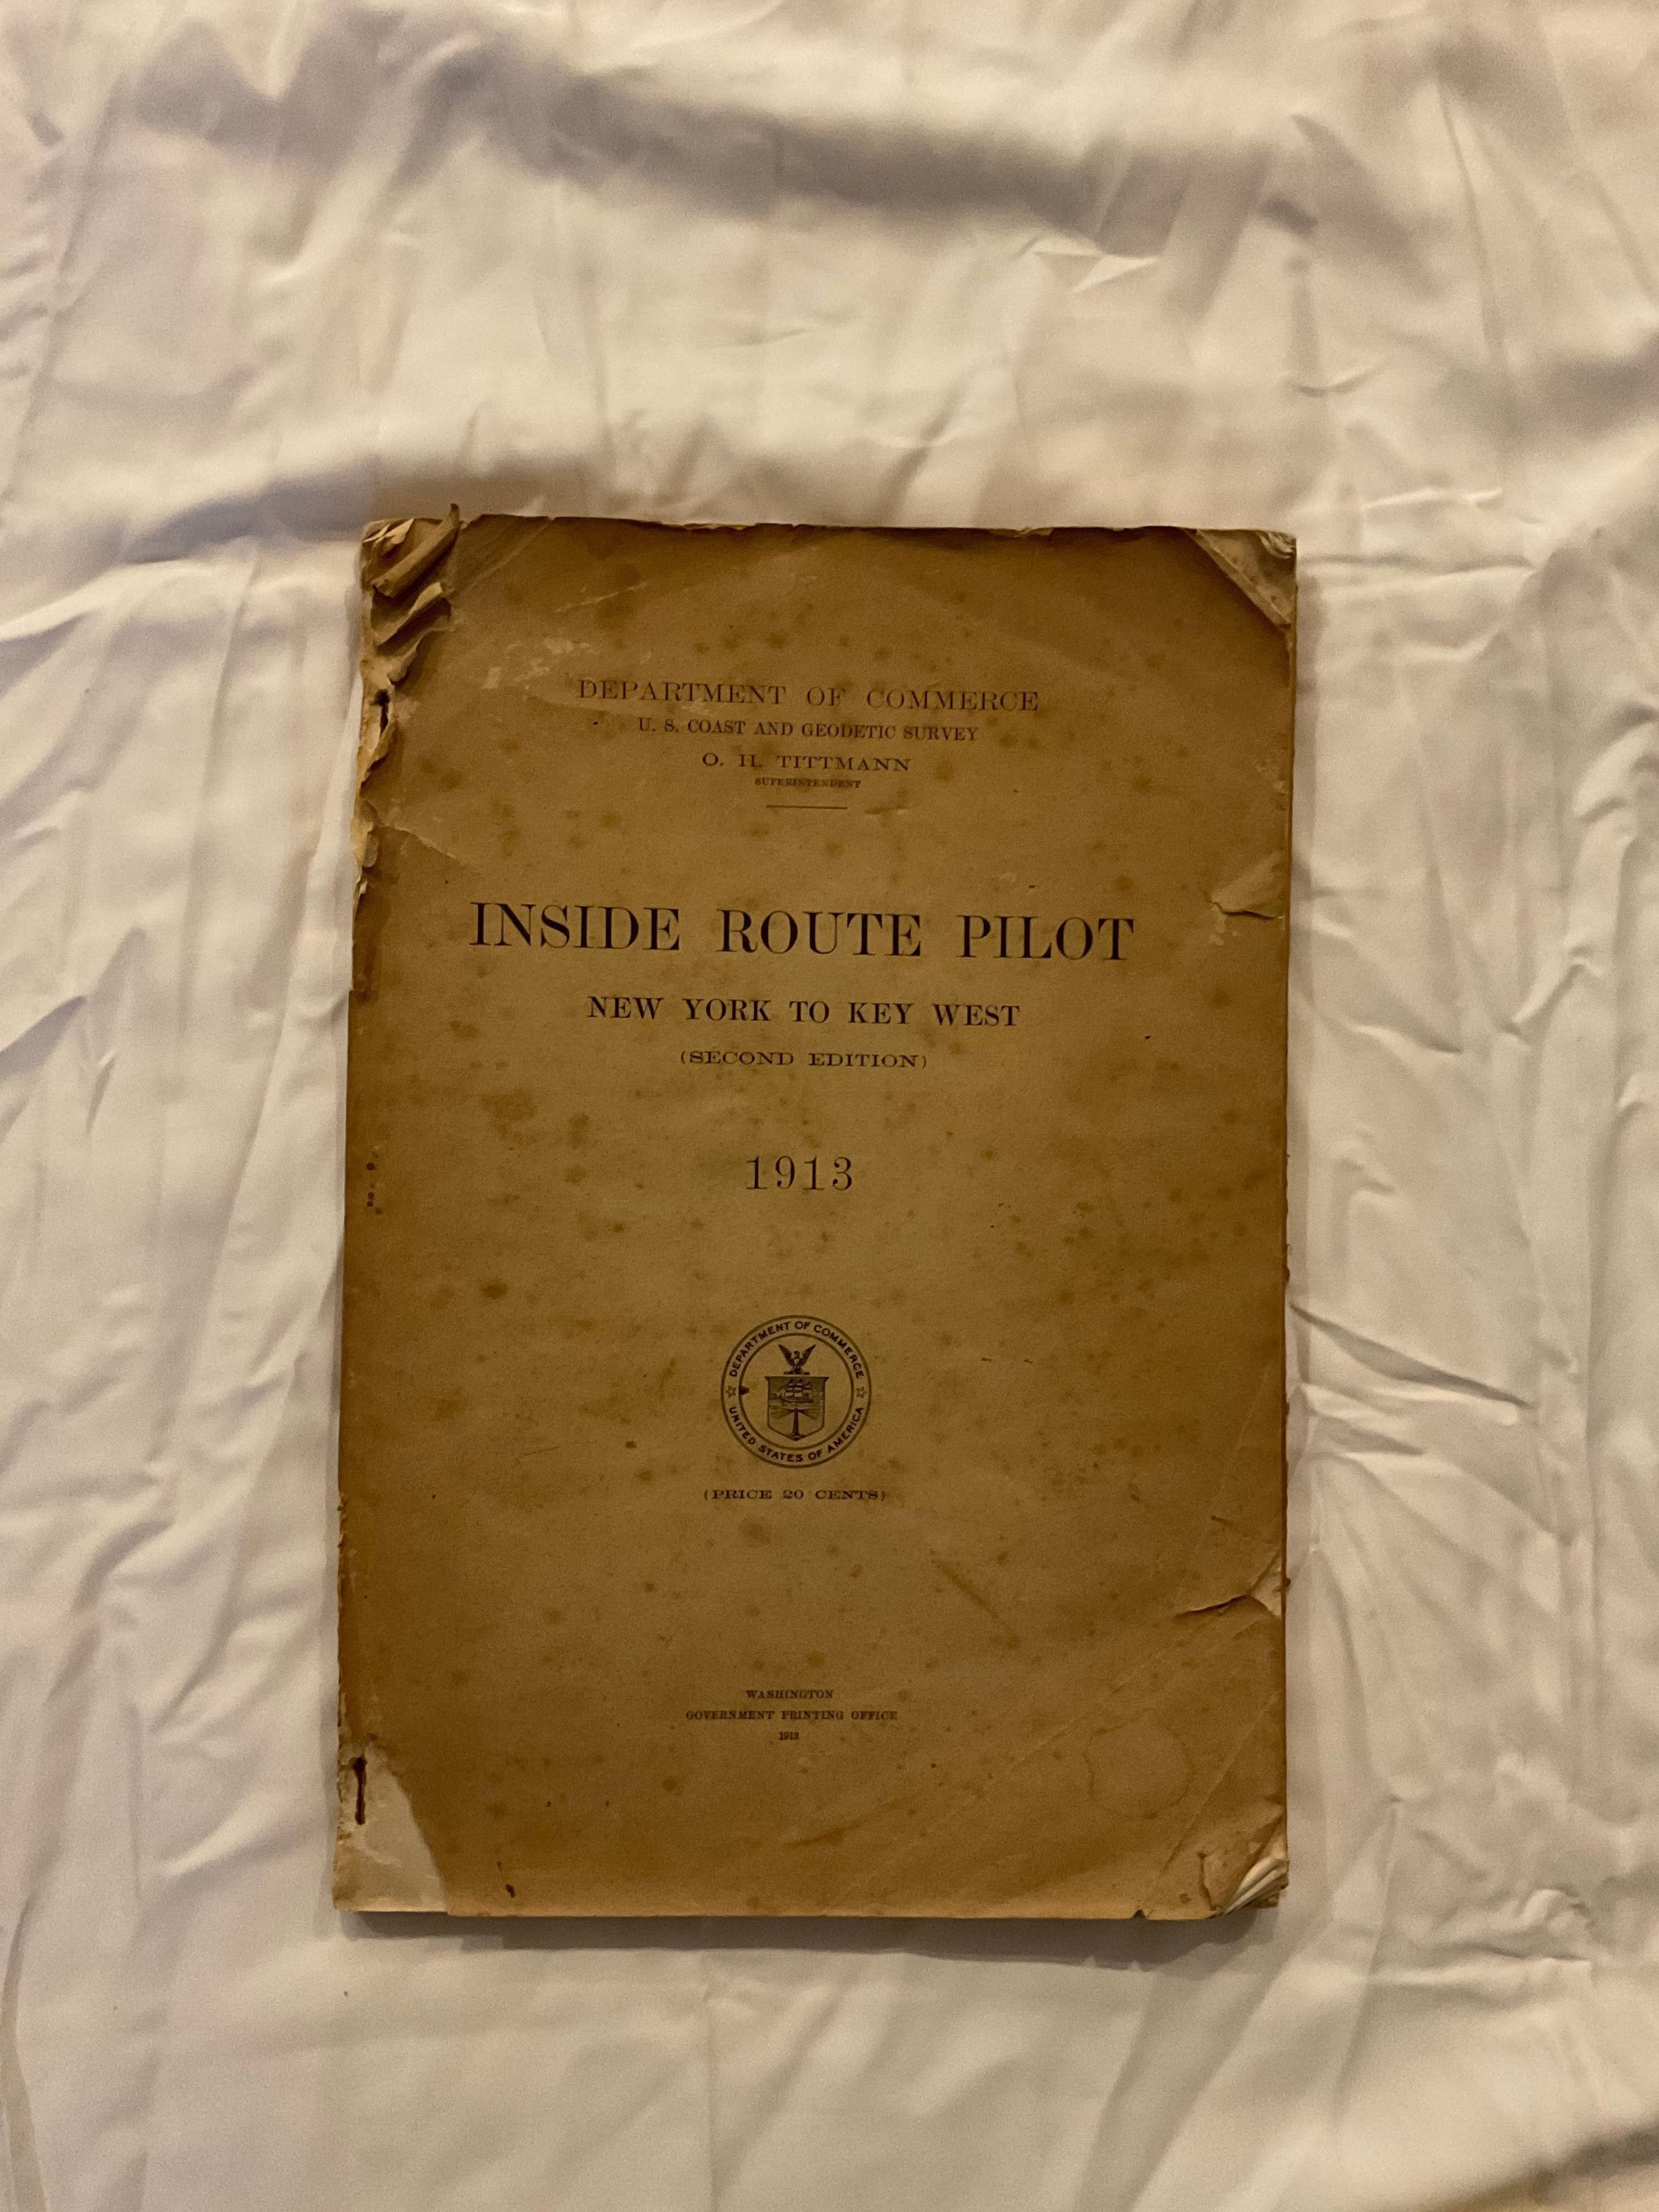 DEPARTMENT OF COMMERCE
U. S. COAST AND GEODETIC SURVEY
O. H. TITTMANN
SUPERINTENDENT
INSIDE ROUTE PILOT
NEW YORK TO KEY WEST
(SECOND EDITION)
1913
DEPARTMENT OF COMMERCE
UNITED STATES OF AMERICA
(PRICE 20 CENTS)
WASHINGTON
GOVERNMENT PRINTING OFFICE